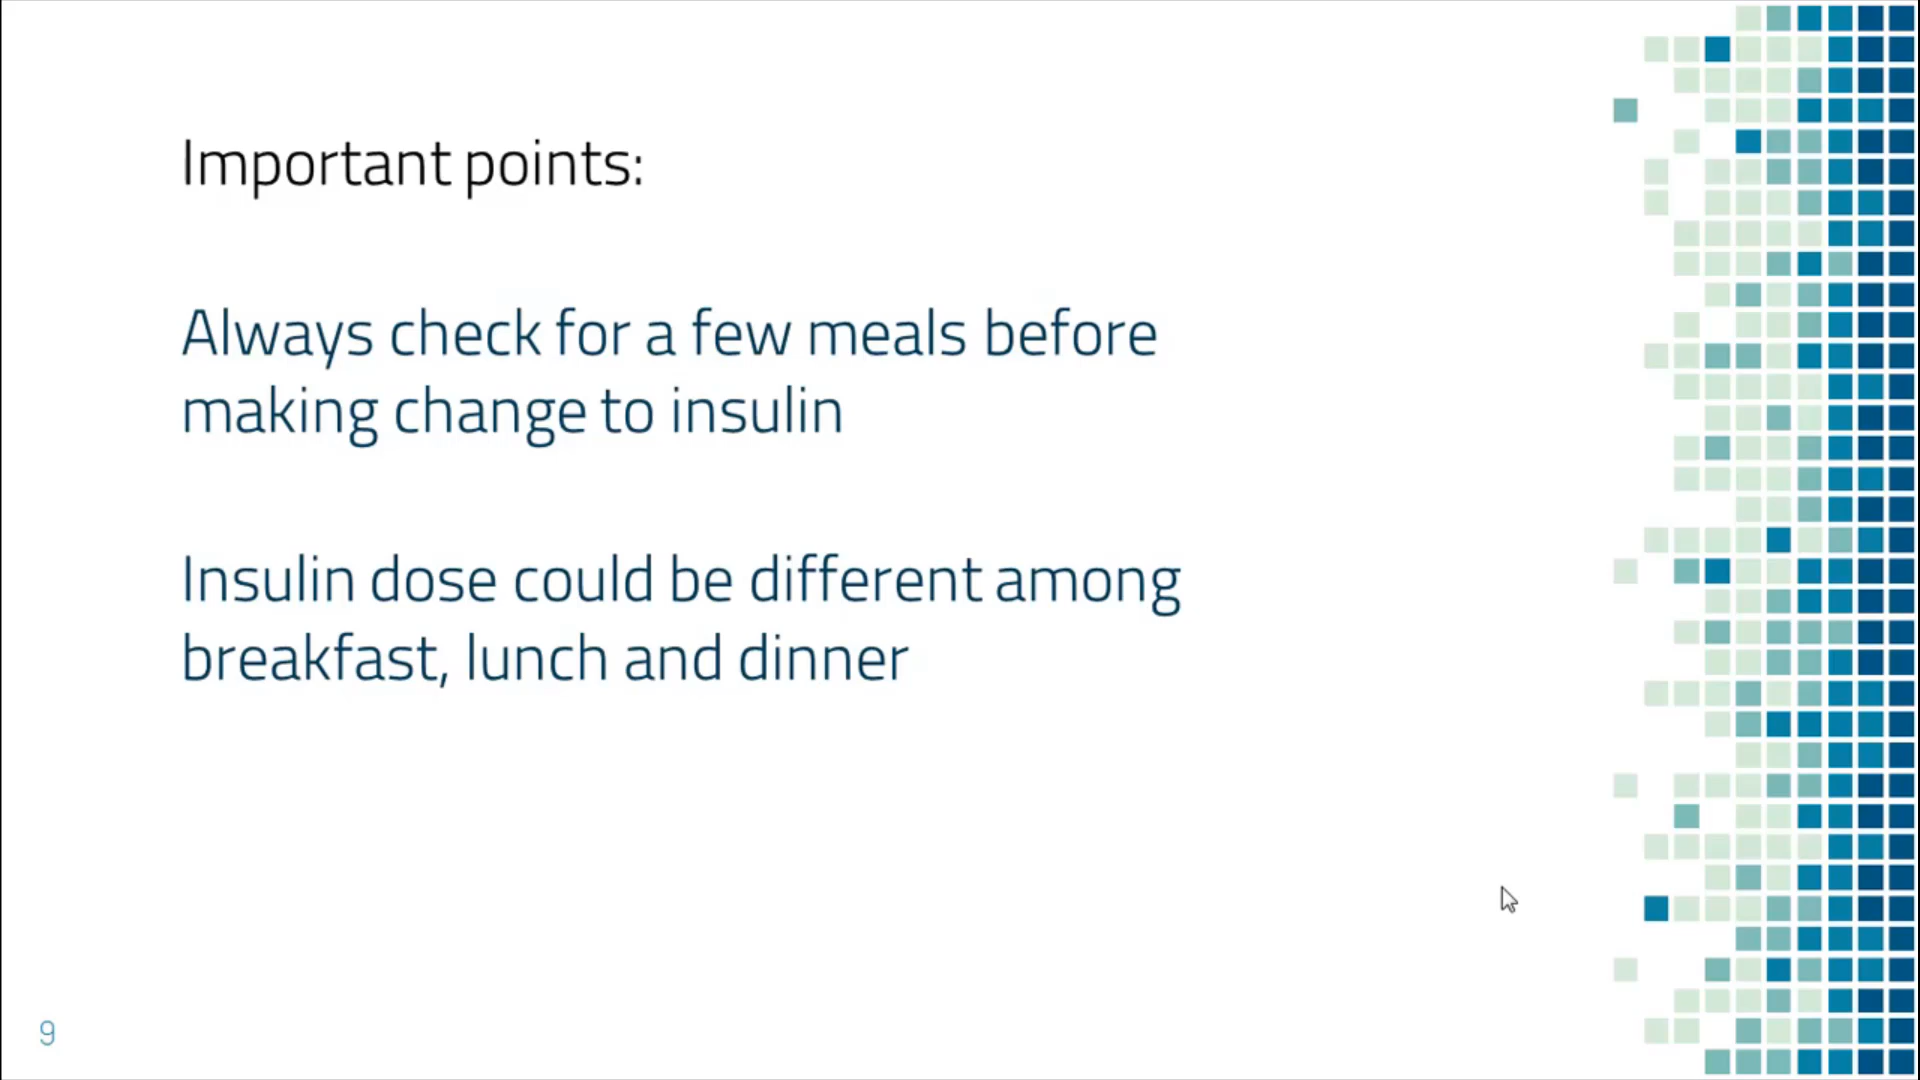 Important points:
Always check for a few meals before
making change to insulin
Insulin dose could be different among
breakfast, lunch and dinner
9